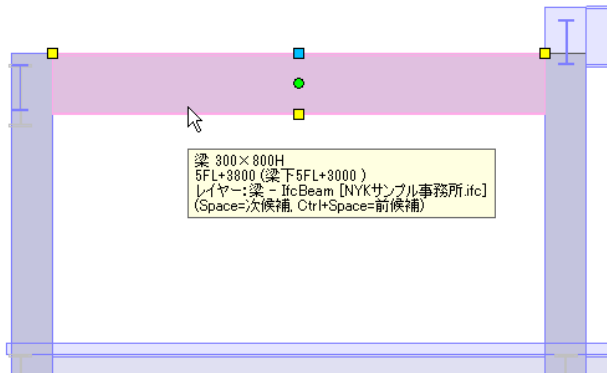 梁 300×800H
5FL+3800 (梁下5FL+3000 )
レイヤー:梁 - IfcBeam [NYKサンプル事務所.ifc]
(Space=次候補, Ctrl+Space=前候補)